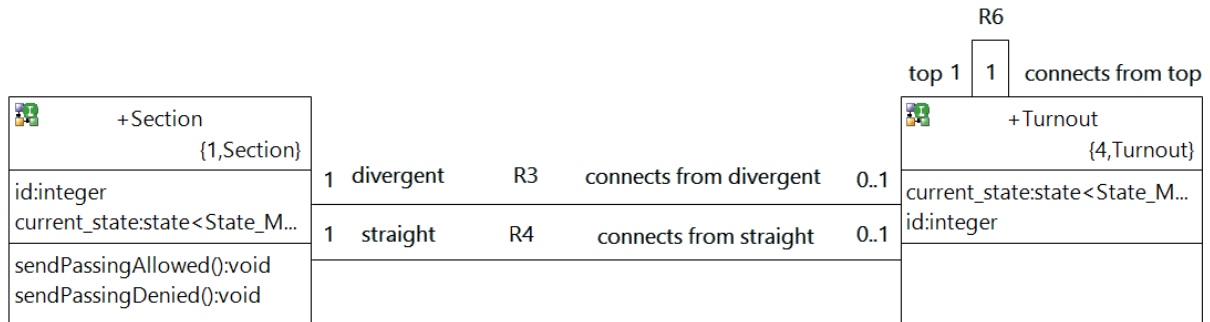 R6
top 1 1 connects from top
+Section
{1,Section}
id:integer
current_state:state<State_M...
sendPassingAllowed():void
sendPassingDenied():void
1 divergent R3 connects from divergent 0..1
1 straight R4 connects from straight 0..1
+Turnout
{4,Turnout}
current_state:state<State_M...
id:integer